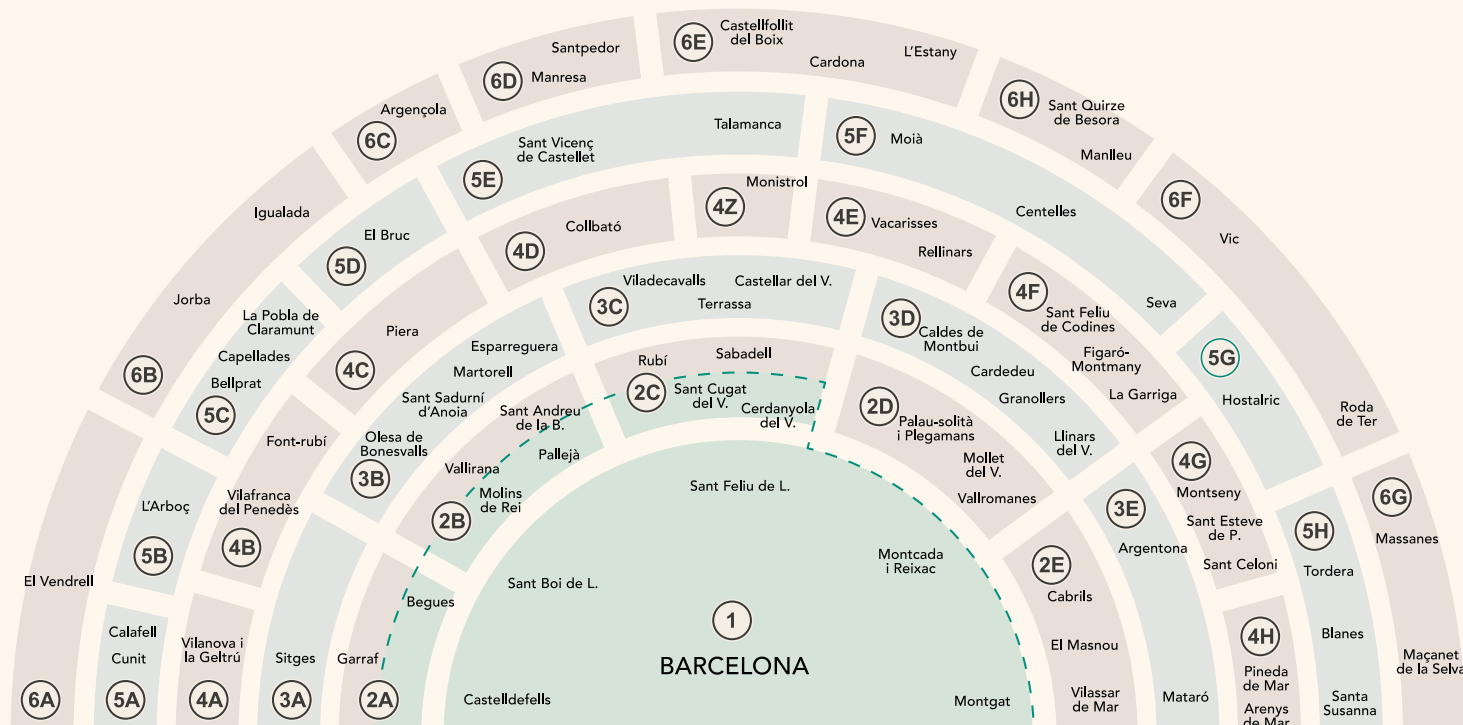 6E
Castellfollit
del Boix
Cardona
L'Estany
6D
Santpedor
Manresa
6H
Sant Quirze
de Besora
Manlleu
6C
Argençola
5E
Sant Vicenç
de Castellet
Talamanca
5F
Moià
Centelles
Seva
6F
Vic
Roda
de Ter
6B
Igualada
Jorba
5D
El Bruc
4D
Collbató
4Z
Monistrol
4E
Vacarisses
Rellinars
4F
Sant Feliu
de Codines
Figaró-
Montmany
La Garriga
5G
Hostalric
5C
La Pobla de
Claramunt
Capellades
Bellprat
4C
Piera
Font-rubí
3C
Viladecavalls
Castellar del V.
Terrassa
3D
Caldes de
Montbui
Cardedeu
Granollers
Llinars
del V.
3B
Esparreguera
Martorell
Sant Sadurní
d'Anoia
Olesa de
Bonesvalls
2C
Rubí
Sabadell
Sant Cugat
del V.
Cerdanyola
del V.
2D
Palau-solità
i Plegamans
Mollet
del V.
Vallromanes
2B
Sant Andreu
de la B.
Pallejà
Vallirana
Molins
de Rei
4G
Montseny
Sant Esteve
de P.
Sant Celoni
6G
Massanes
Maçanet
de la Selva
5B
L'Arboç
4B
Vilafranca
del Penedès
3E
Argentona
Mataró
5H
Tordera
Blanes
Santa
Susanna
El Vendrell
6A
Calafell
Cunit
5A
Vilanova i
la Geltrú
4A
Sitges
3A
Garraf
Begues
2A
Sant Feliu de L.
Sant Boi de L.
Montcada
i Reixac
1
BARCELONA
Castelldefells
Montgat
2E
Cabrils
El Masnou
Vilassar
de Mar
4H
Pineda
de Mar
Arenys
de Mar